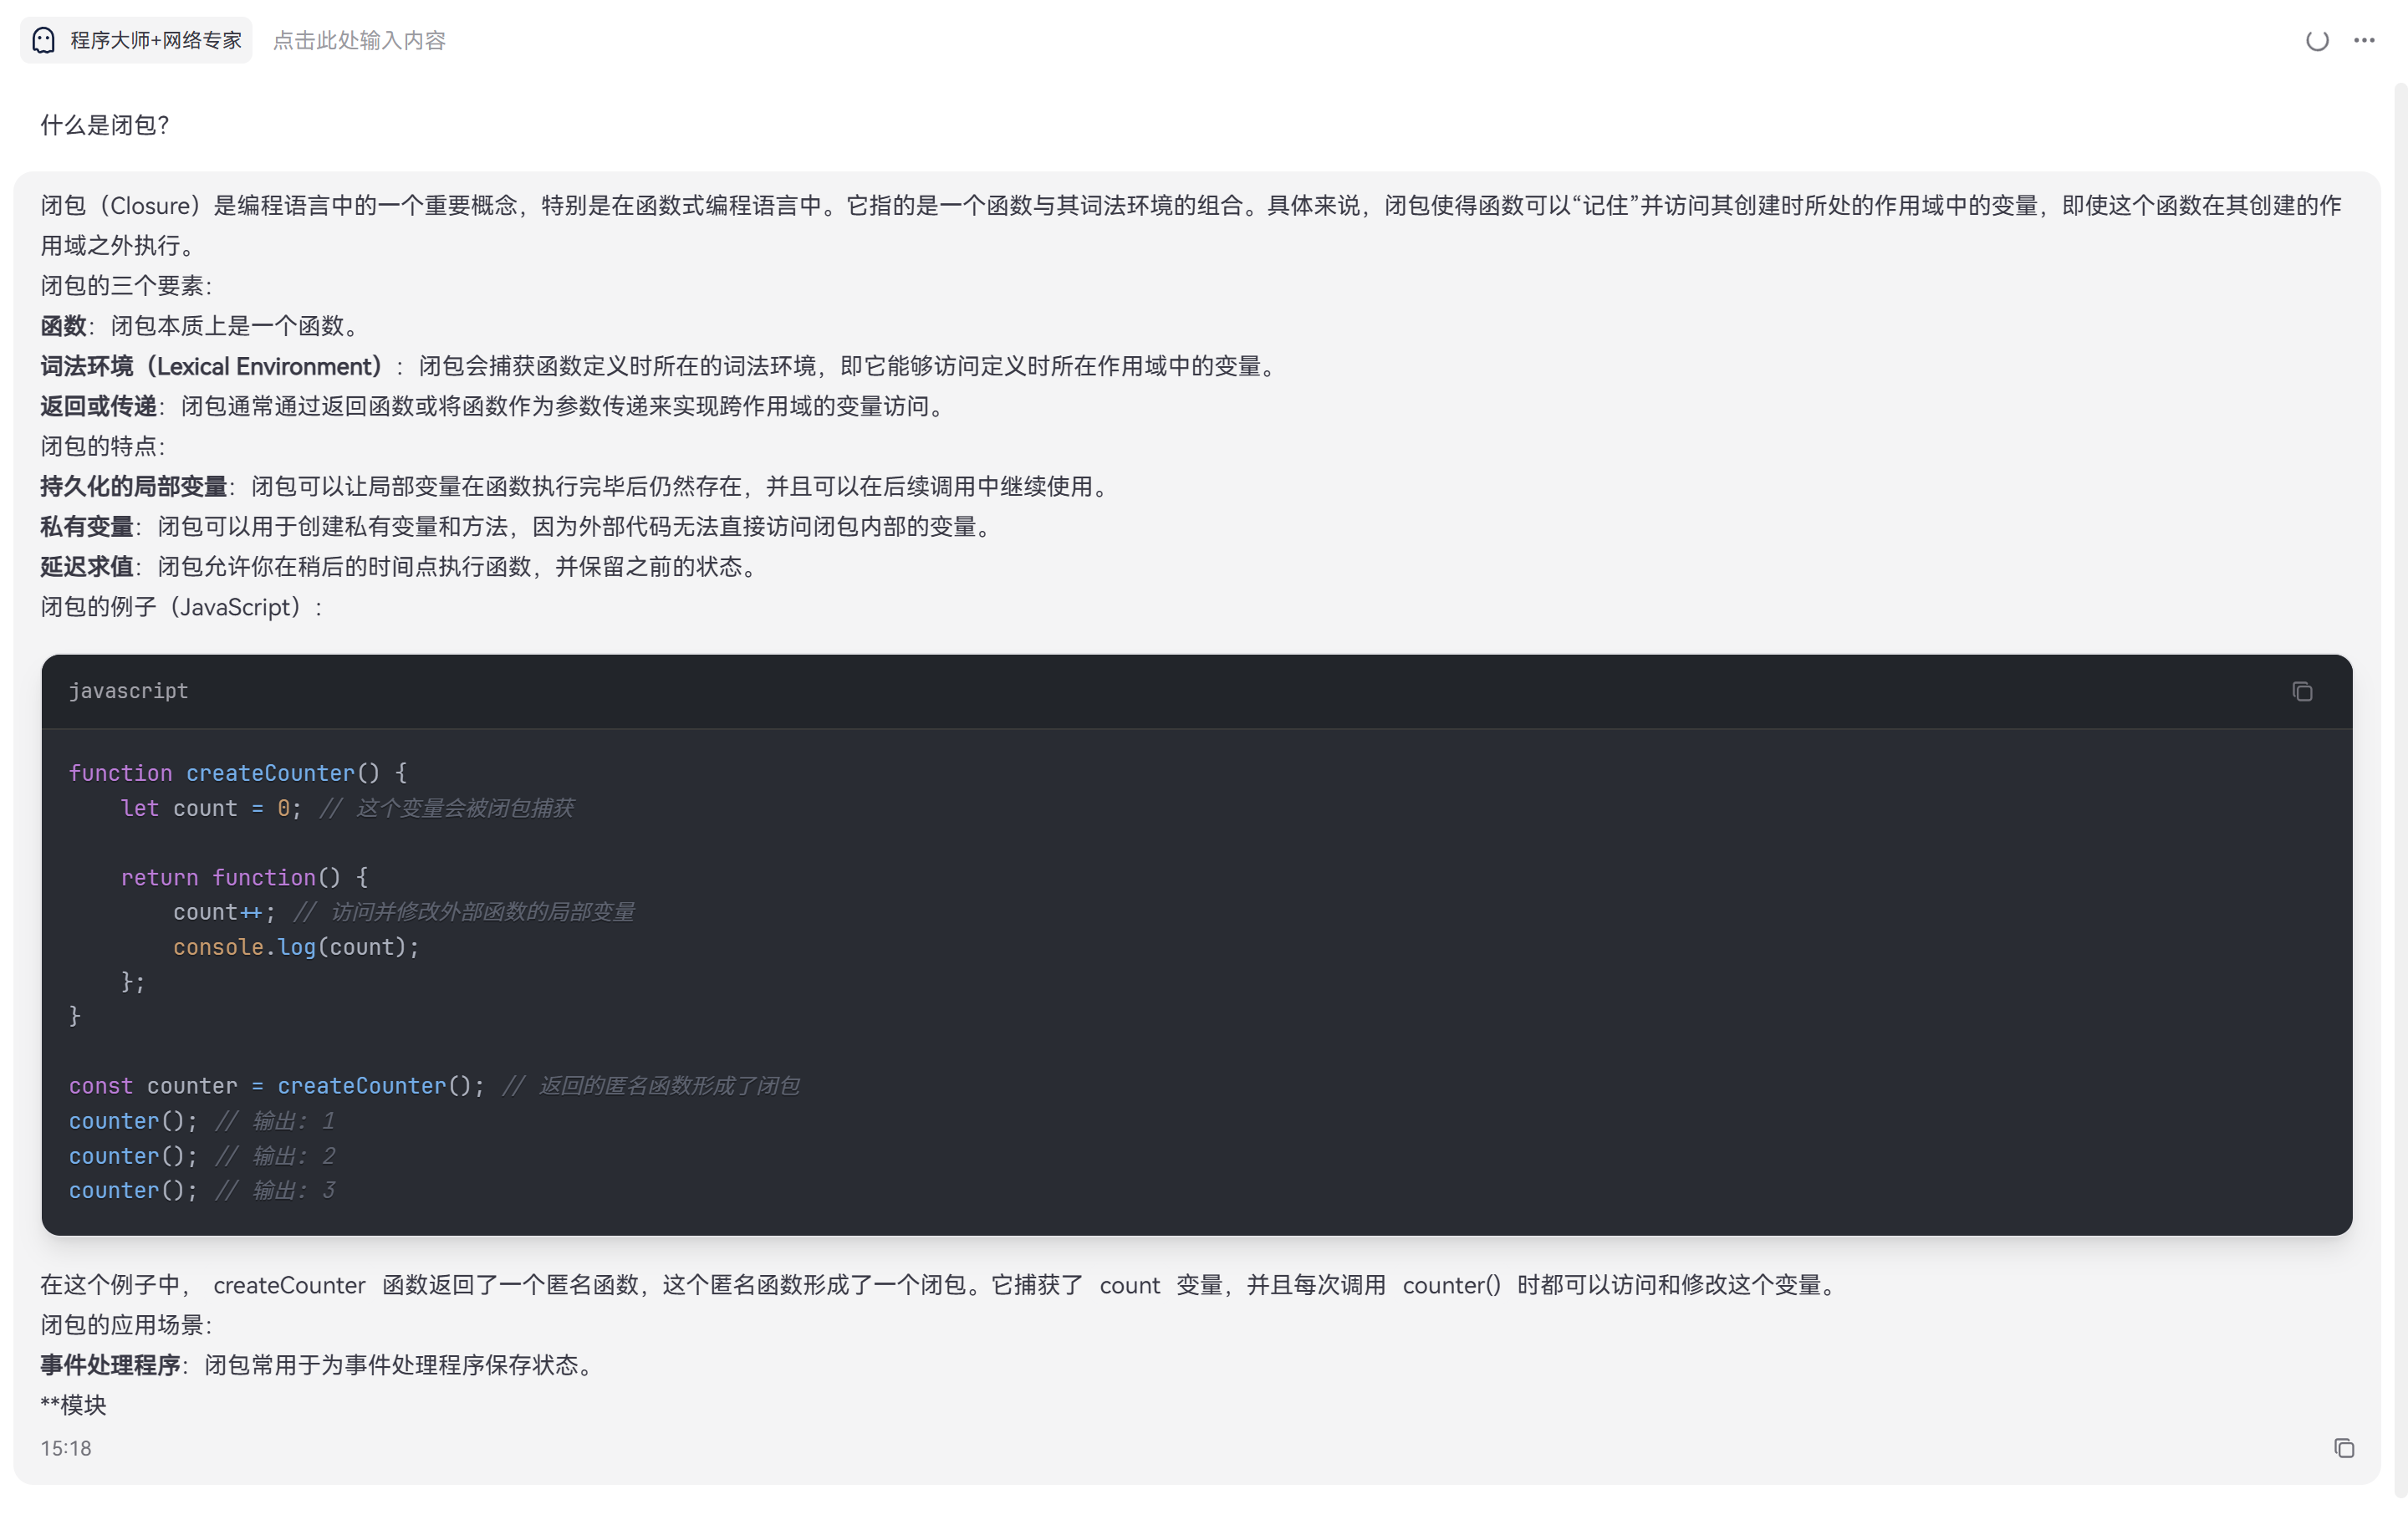 程序大师+网络专家 点击此处输入内容
什么是闭包?
闭包（Closure）是编程语言中的一个重要概念，特别是在函数式编程语言中。它指的是一个函数与其词法环境的组合。具体来说，闭包使得函数可以“记住”并访问其创建时所处的作用域中的变量，即使这个函数在其创建的作
用域之外执行。
闭包的三个要素:
函数：闭包本质上是一个函数。
词法环境（Lexical Environment）：闭包会捕获函数定义时所在的词法环境，即它能够访问定义时所在作用域中的变量。
返回或传递：闭包通常通过返回函数或将函数作为参数传递来实现跨作用域的变量访问。
闭包的特点:
持久化的局部变量：闭包可以让局部变量在函数执行完毕后仍然存在，并且可以在后续调用中继续使用。
私有变量：闭包可以用于创建私有变量和方法，因为外部代码无法直接访问闭包内部的变量。
延迟求值：闭包允许你在稍后的时间点执行函数，并保留之前的状态。
闭包的例子（JavaScript）:
javascript
function createCounter() {
    let count = 0; // 这个变量会被闭包捕获
    return function() {
        count++; // 访问并修改外部函数的局部变量
        console.log(count);
    };
}
const counter = createCounter(); // 返回的匿名函数形成了闭包
counter(); // 输出: 1
counter(); // 输出: 2
counter(); // 输出: 3
在这个例子中， createCounter 函数返回了一个匿名函数，这个匿名函数形成了一个闭包。它捕获了 count 变量，并且每次调用 counter() 时都可以访问和修改这个变量。
闭包的应用场景:
事件处理程序：闭包常用于为事件处理程序保存状态。
**模块
15:18